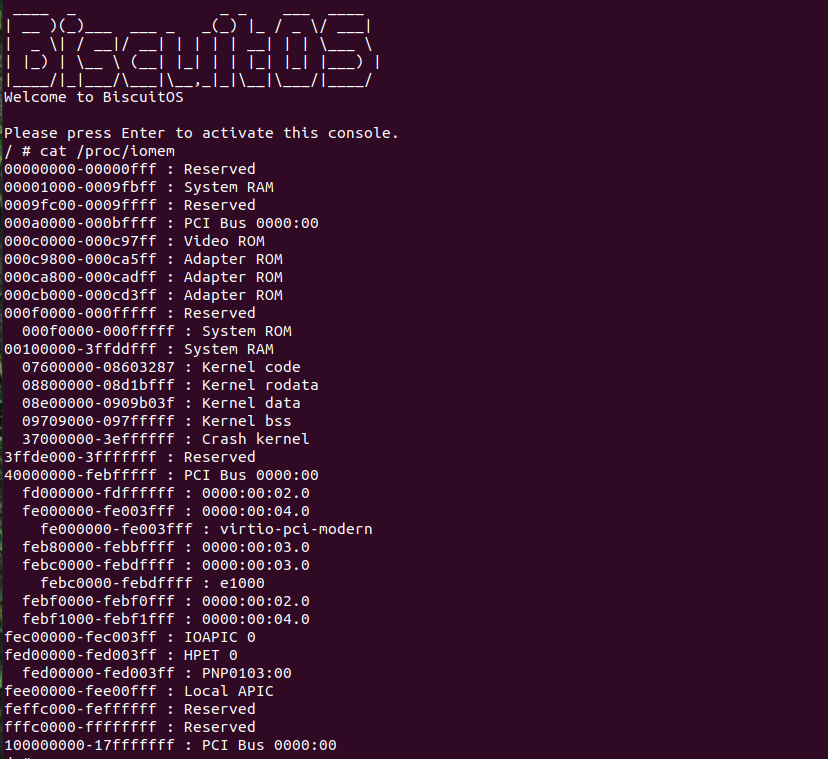 BiscuitOS
Welcome to BiscuitOS
Please press Enter to activate this console.
/ # cat /proc/iomem
00000000-00000fff : Reserved
00001000-0009fbff : System RAM
0009fc00-0009ffff : Reserved
000a0000-000bffff : PCI Bus 0000:00
000c0000-000c97ff : Video ROM
000c9800-000ca5ff : Adapter ROM
000ca800-000cadff : Adapter ROM
000cb000-000cd3ff : Adapter ROM
000f0000-000fffff : Reserved
  000f0000-000fffff : System ROM
00100000-3ffddfff : System RAM
  07600000-08603287 : Kernel code
  08800000-08d1bfff : Kernel rodata
  08e00000-0909b03f : Kernel data
  09709000-097fffff : Kernel bss
  37000000-3effffff : Crash kernel
3ffde000-3fffffff : Reserved
40000000-febfffff : PCI Bus 0000:00
  fd000000-fdffffff : 0000:00:02.0
  fe000000-fe003fff : 0000:00:04.0
    fe000000-fe003fff : virtio-pci-modern
  feb80000-febbffff : 0000:00:03.0
  febc0000-febdffff : 0000:00:03.0
    febc0000-febdffff : e1000
  febf0000-febf0fff : 0000:00:02.0
  febf1000-febf1fff : 0000:00:04.0
fec00000-fec003ff : IOAPIC 0
fed00000-fed003ff : HPET 0
  fed00000-fed003ff : PNP0103:00
fee00000-fee00fff : Local APIC
feffc000-feffffff : Reserved
fffc0000-ffffffff : Reserved
100000000-17fffffff : PCI Bus 0000:00